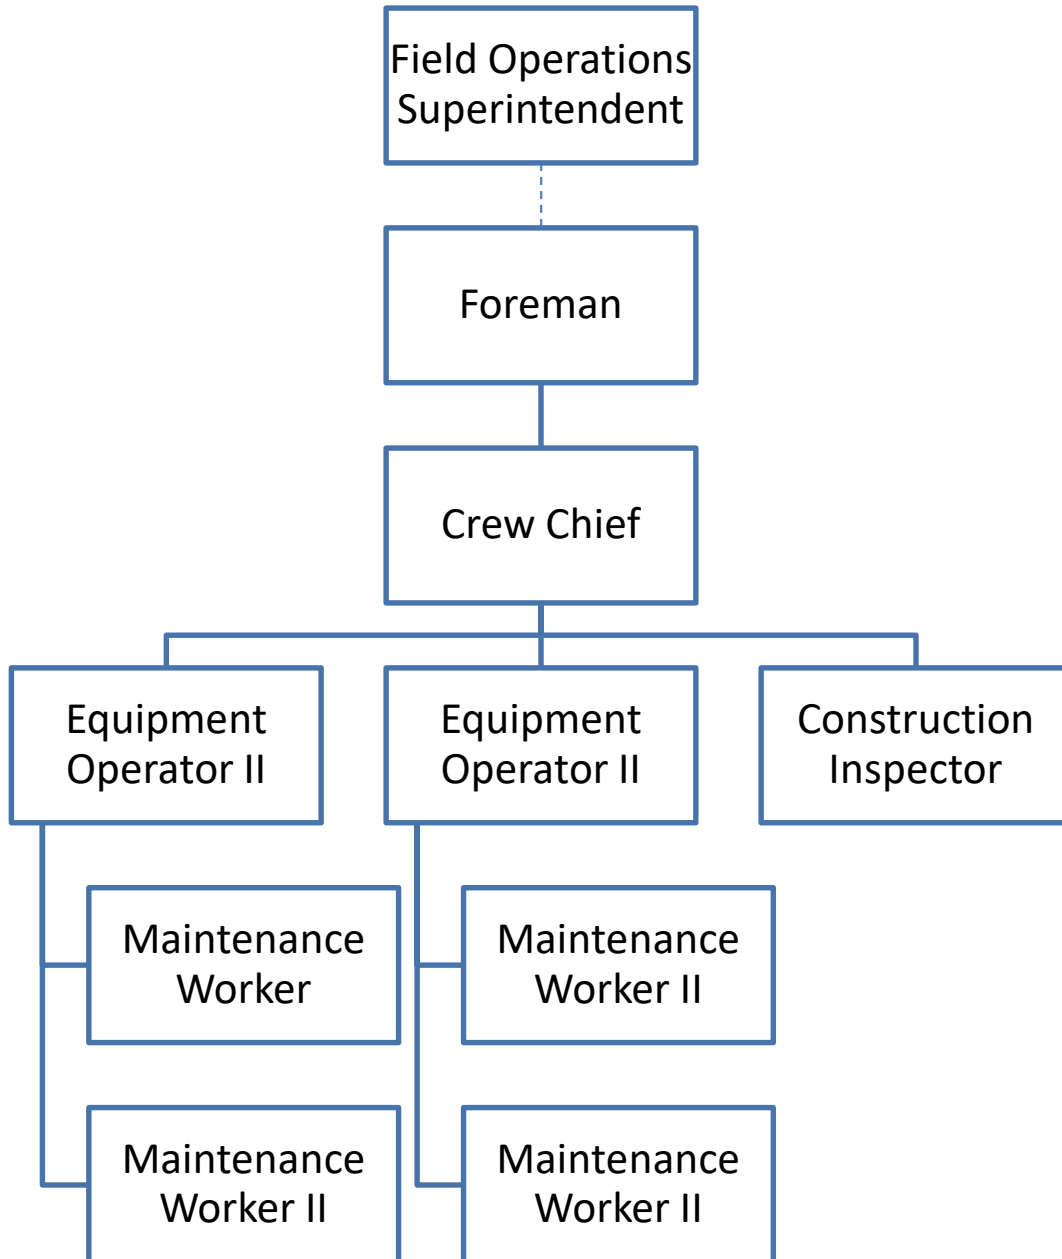 Field Operations
Superintendent
Foreman
Crew Chief
Equipment
Operator II
Equipment
Operator II
Construction
Inspector
Maintenance
Worker
Maintenance
Worker II
Maintenance
Worker II
Maintenance
Worker II